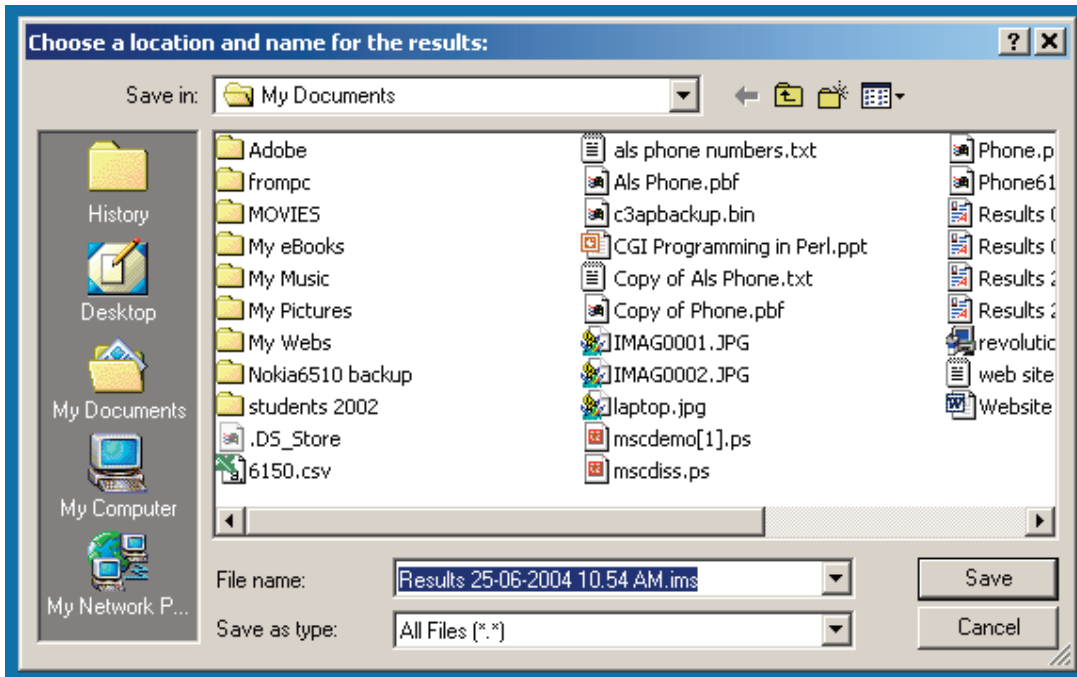 Choose a location and name for the results:
Save in: My Documents
History
Desktop
My Documents
My Computer
My Network P...
Adobe
frompc
MOVIES
My eBooks
My Music
My Pictures
My Webs
Nokia6510 backup
students 2002
.DS_Store
6150.csv
als phone numbers.txt
Als Phone.pbf
c3apbackup.bin
CGI Programming in Perl.ppt
Copy of Als Phone.txt
Copy of Phone.pbf
IMAG0001.JPG
IMAG0002.JPG
laptop.jpg
mscdemo[1].ps
mscdiss.ps
Phone.p
Phone61
Results
Results
Results 2
Results 2
revolutic
web site
Website
File name: Results 25-06-2004 10.54 AM.ims
Save
Save as type: All Files (*.*)
Cancel